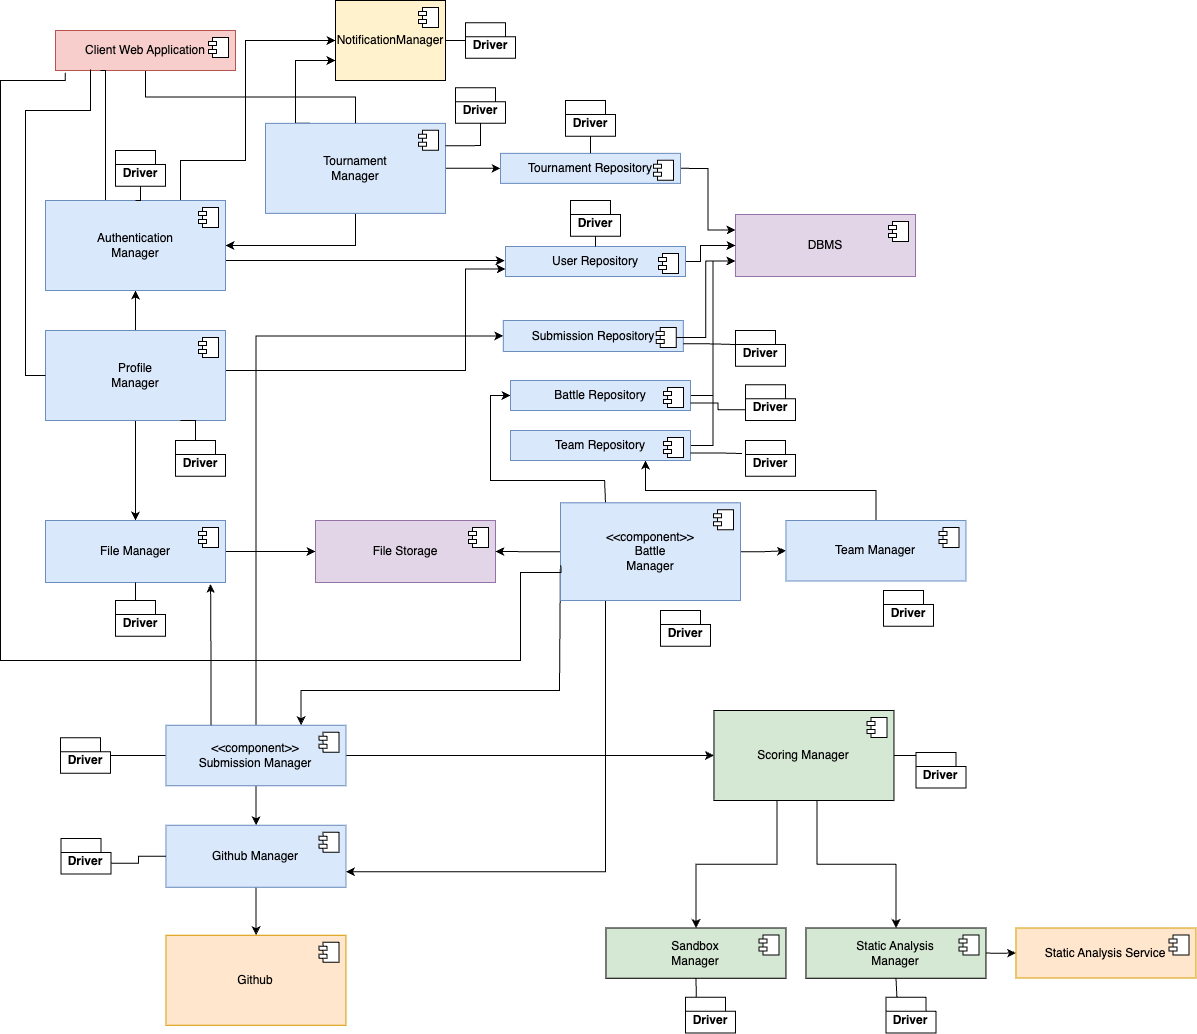 Client Web Application
NotificationManager
Driver
Driver
Driver
Tournament
Manager
Driver
Tournament Repository
Driver
Authentication
Manager
User Repository
DBMS
Submission Repository
Driver
Profile
Manager
Battle Repository
Driver
Team Repository
Driver
Driver
File Manager
File Storage
<<component>>
Battle
Manager
Team Manager
Driver
Driver
Driver
<<component>>
Submission Manager
Driver
Scoring Manager
Driver
Github Manager
Driver
Github
Sandbox
Manager
Static Analysis
Manager
Static Analysis Service
Driver
Driver